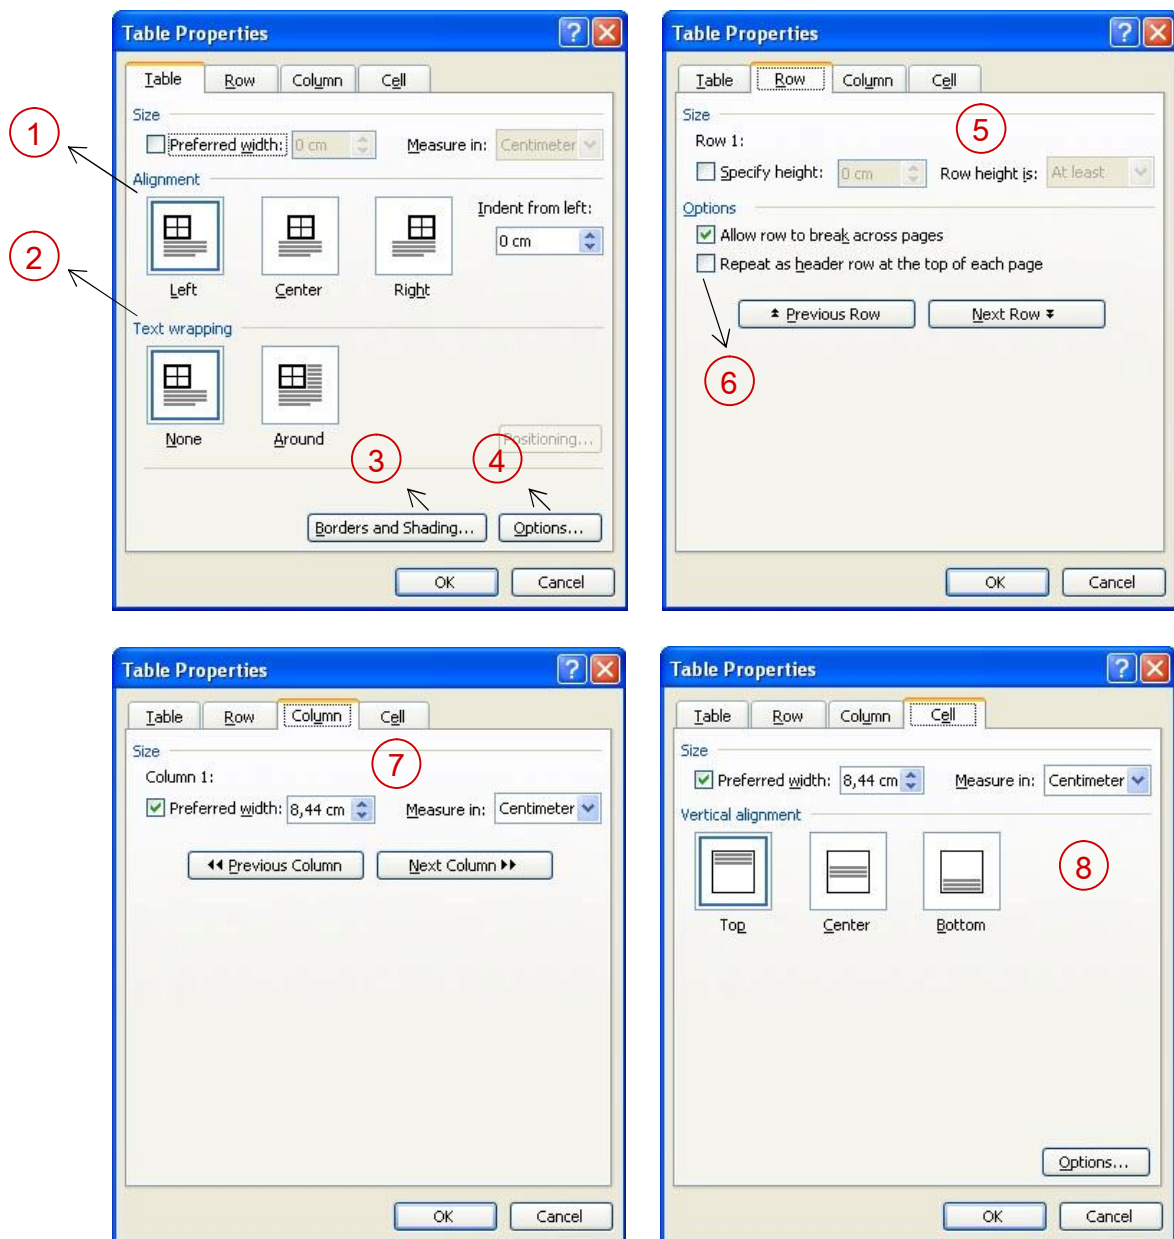 Table Properties
Table Row Column Cell
Size
1
Preferred width: 0 cm Measure in: Centimeter
Alignment
Indent from left:
0 cm
2
Left Center Right
Text wrapping
None Around Positioning...
3 4
Borders and Shading... Options...
OK Cancel
Table Properties
Table Row Column Cell
Size
5
Row 1:
Specify height: 0 cm Row height is: At least
Options
Allow row to break across pages
Repeat as header row at the top of each page
Previous Row Next Row
6
OK Cancel
Table Properties
Table Row Column Cell
Size
7
Column 1:
Preferred width: 8,44 cm Measure in: Centimeter
Previous Column Next Column
OK Cancel
Table Properties
Table Row Column Cell
Size
Preferred width: 8,44 cm Measure in: Centimeter
Vertical alignment
8
Top Center Bottom
Options...
OK Cancel